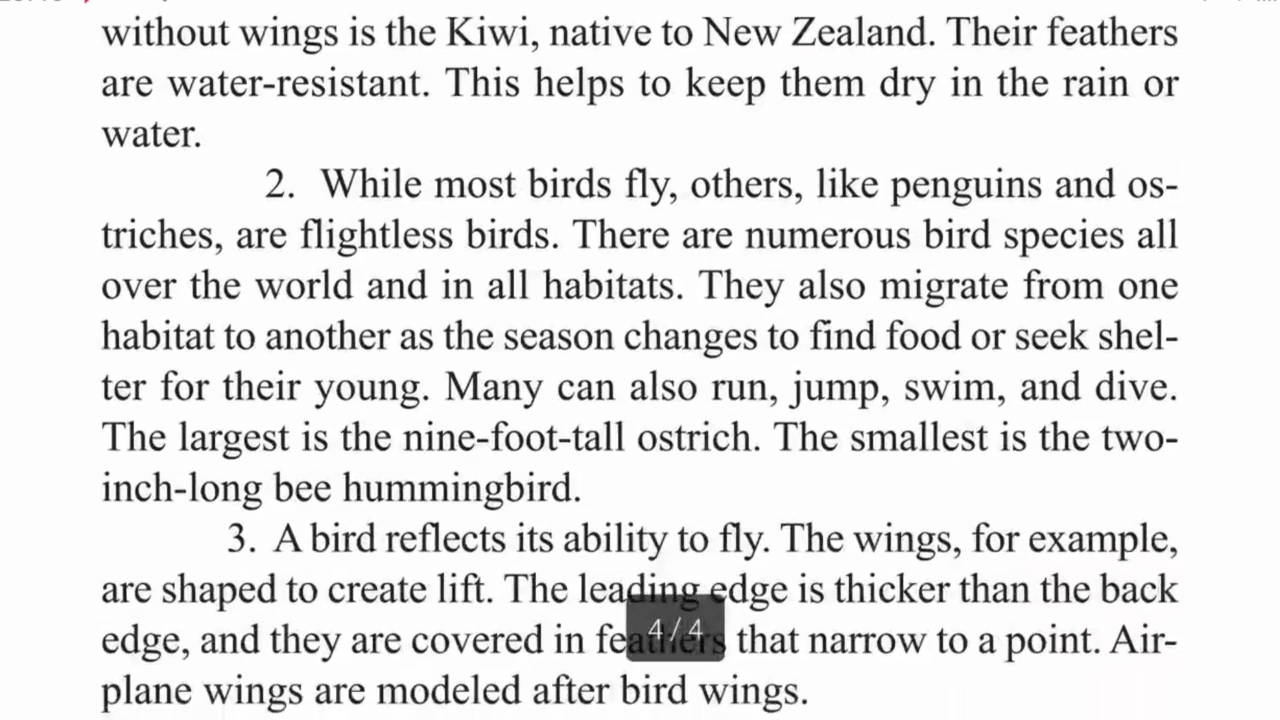 without wings is the Kiwi, native to New Zealand. Their feathers
are water-resistant. This helps to keep them dry in the rain or
water.
2. While most birds fly, others, like penguins and os-
triches, are flightless birds. There are numerous bird species all
over the world and in all habitats. They also migrate from one
habitat to another as the season changes to find food or seek shel-
ter for their young. Many can also run, jump, swim, and dive.
The largest is the nine-foot-tall ostrich. The smallest is the two-
inch-long bee hummingbird.
3. A bird reflects its ability to fly. The wings, for example,
are shaped to create lift. The leading edge is thicker than the back
edge, and they are covered in feathers that narrow to a point. Air-
4/4
plane wings are modeled after bird wings.